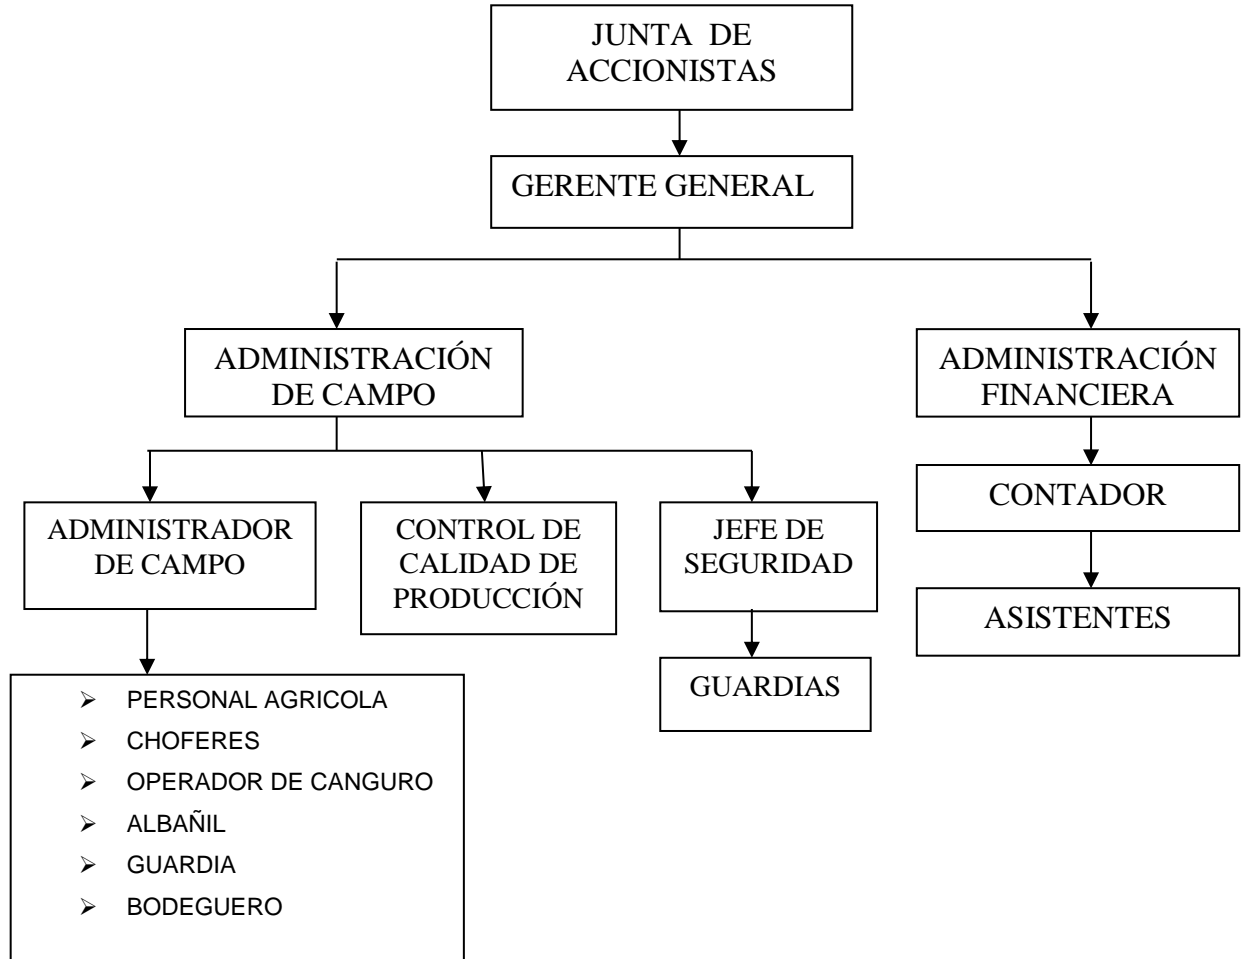 JUNTA DE
ACCIONISTAS
GERENTE GENERAL
ADMINISTRACIÓN
DE CAMPO
ADMINISTRACIÓN
FINANCIERA
ADMINISTRADOR
DE CAMPO
CONTROL DE
CALIDAD DE
PRODUCCIÓN
JEFE DE
SEGURIDAD
CONTADOR
ASISTENTES
GUARDIAS
➢ PERSONAL AGRICOLA
➢ CHOFERES
➢ OPERADOR DE CANGURO
➢ ALBAÑIL
➢ GUARDIA
➢ BODEGUERO